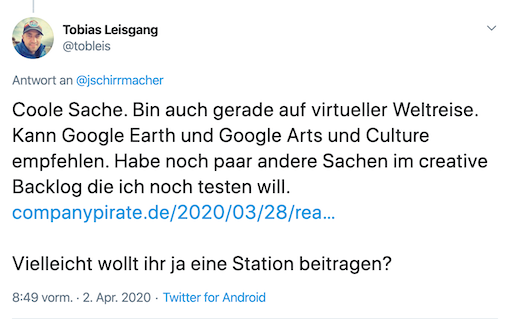 Tobias Leisgang
@tobleis
Antwort an @jschirrmacher
Coole Sache. Bin auch gerade auf virtueller Weltreise.
Kann Google Earth und Google Arts und Culture
empfehlen. Habe noch paar andere Sachen im creative
Backlog die ich noch testen will.
companypirate.de/2020/03/28/rea…
Vielleicht wollt ihr ja eine Station beitragen?
8:49 vorm. · 2. Apr. 2020 · Twitter for Android